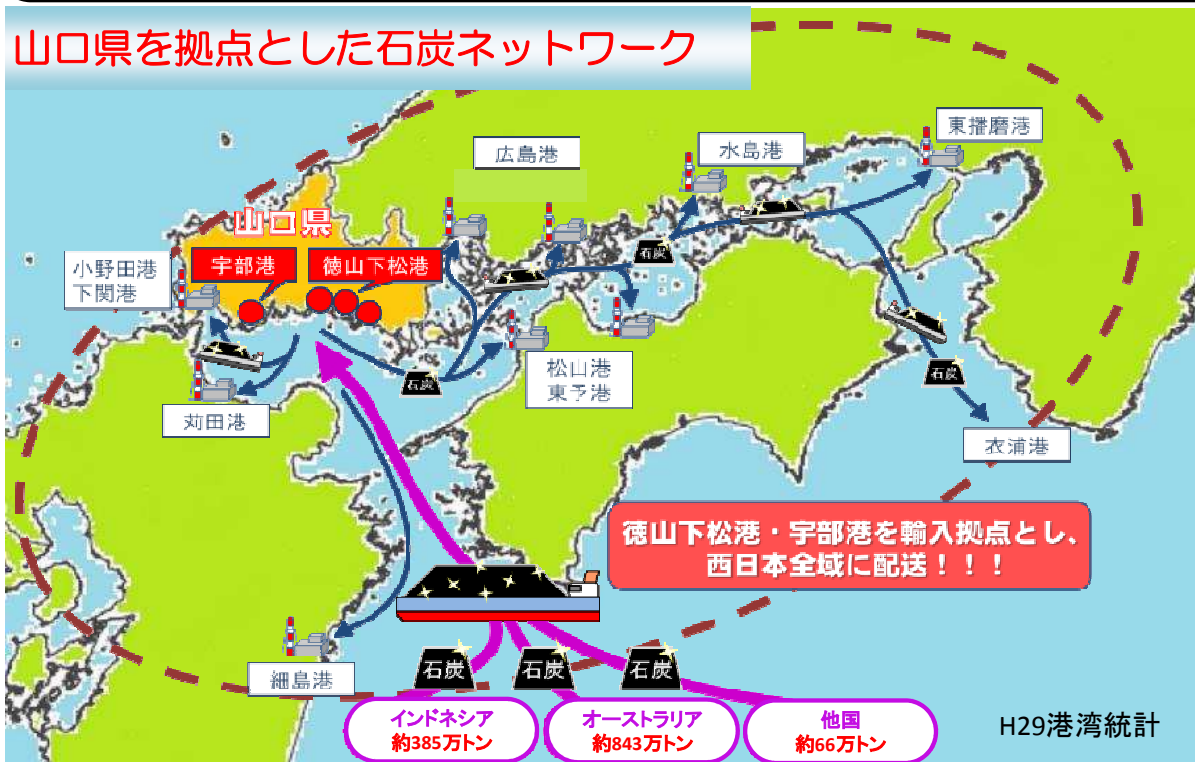 山口県を拠点とした石炭ネットワーク
東播磨港
広島港
水島港
山口県
宇部港
徳山下松港
小野田港
下関港
石炭
石炭
松山港
東予港
石炭
苅田港
衣浦港
徳山下松港・宇部港を輸入拠点とし、
西日本全域に配送！！！
細島港
石炭
石炭
石炭
インドネシア
約385万トン
オーストラリア
約843万トン
他国
約66万トン
H29港湾統計